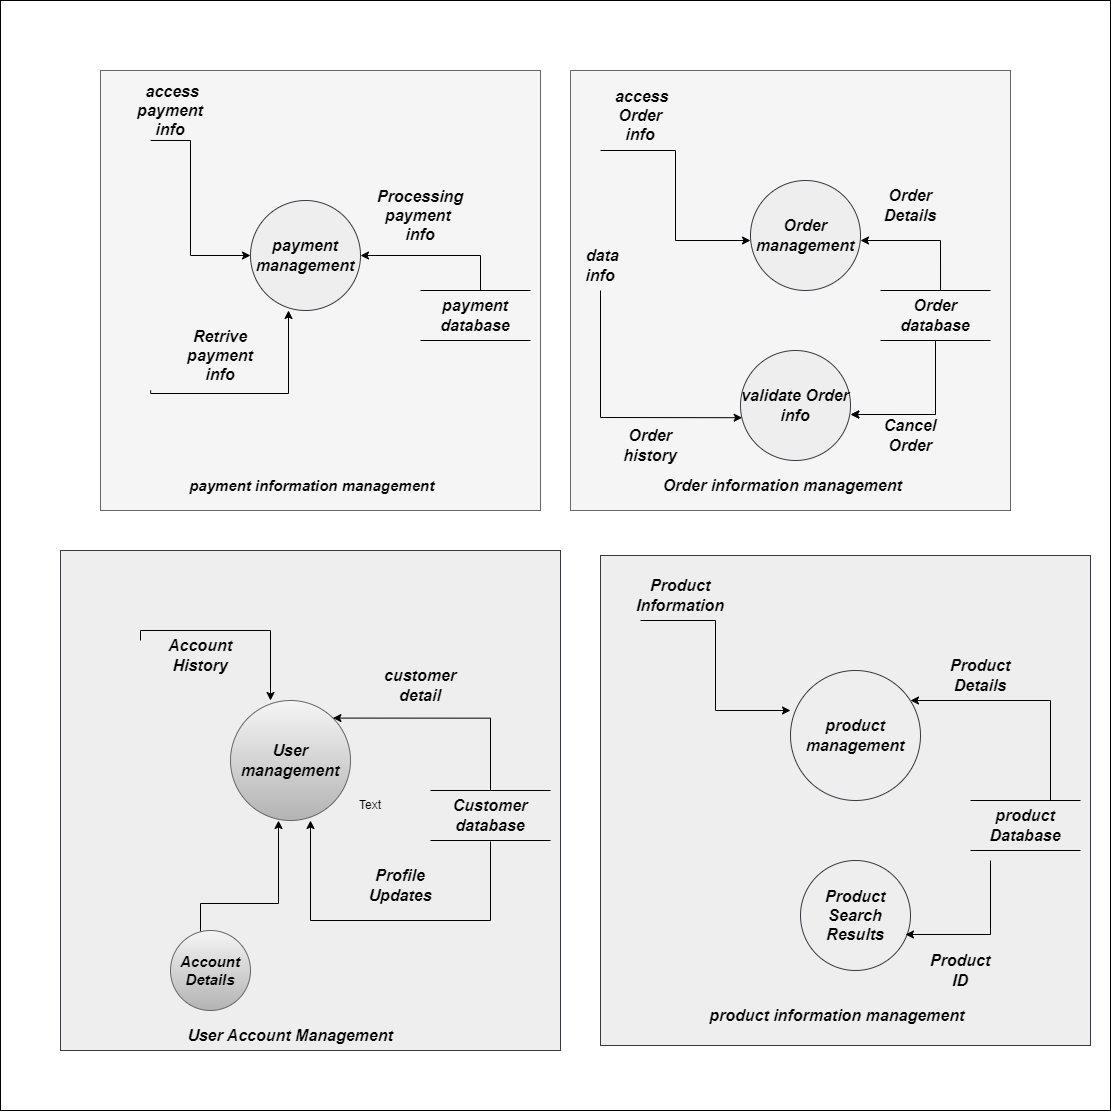 access
payment
info
Processing
payment
info
payment
management
payment
database
Retrive
payment
info
payment information management
access
Order
info
Order
Details
Order
management
data
info
Order
database
validate Order
info
Cancel
Order
Order
history
Order information management
Account
History
customer
detail
User
management
Text
Customer
database
Profile
Updates
Account
Details
User Account Management
Product
Information
Product
Details
product
management
product
Database
Product
Search
Results
Product
ID
product information management